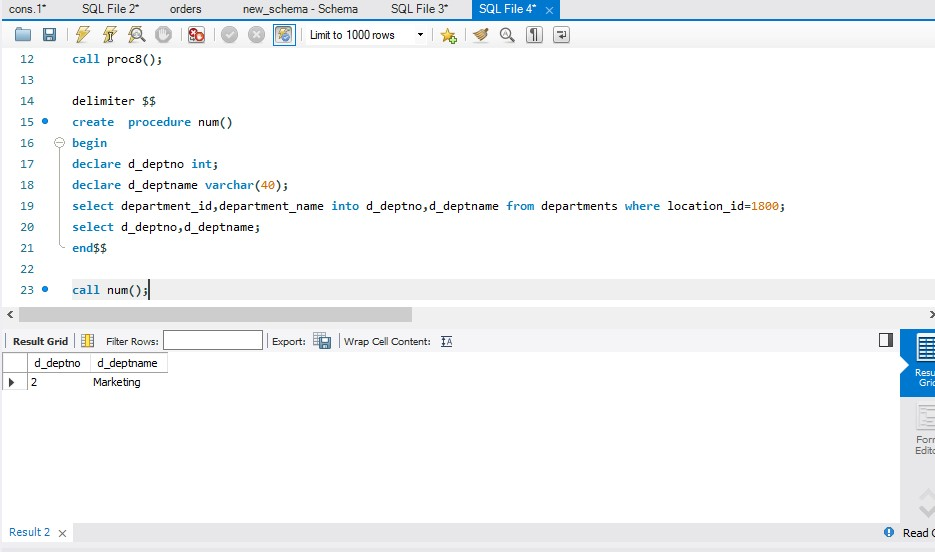 cons.1* SQL File 2* orders new_schema - Schema SQL File 3* SQL File 4*
Limit to 1000 rows
12 call proc8();
13
14 delimiter $$
15 create  procedure num()
16 begin
17 declare d_deptno int;
18 declare d_deptname varchar(40);
19 select department_id,department_name into d_deptno,d_deptname from departments where location_id=1800;
20 select d_deptno,d_deptname;
21 end$$
22
23 call num();
Result Grid Filter Rows: Export: Wrap Cell Content: IA
d_deptno d_deptname
2 Marketing
Resu
Grid
Form
Edito
Result 2 Read O